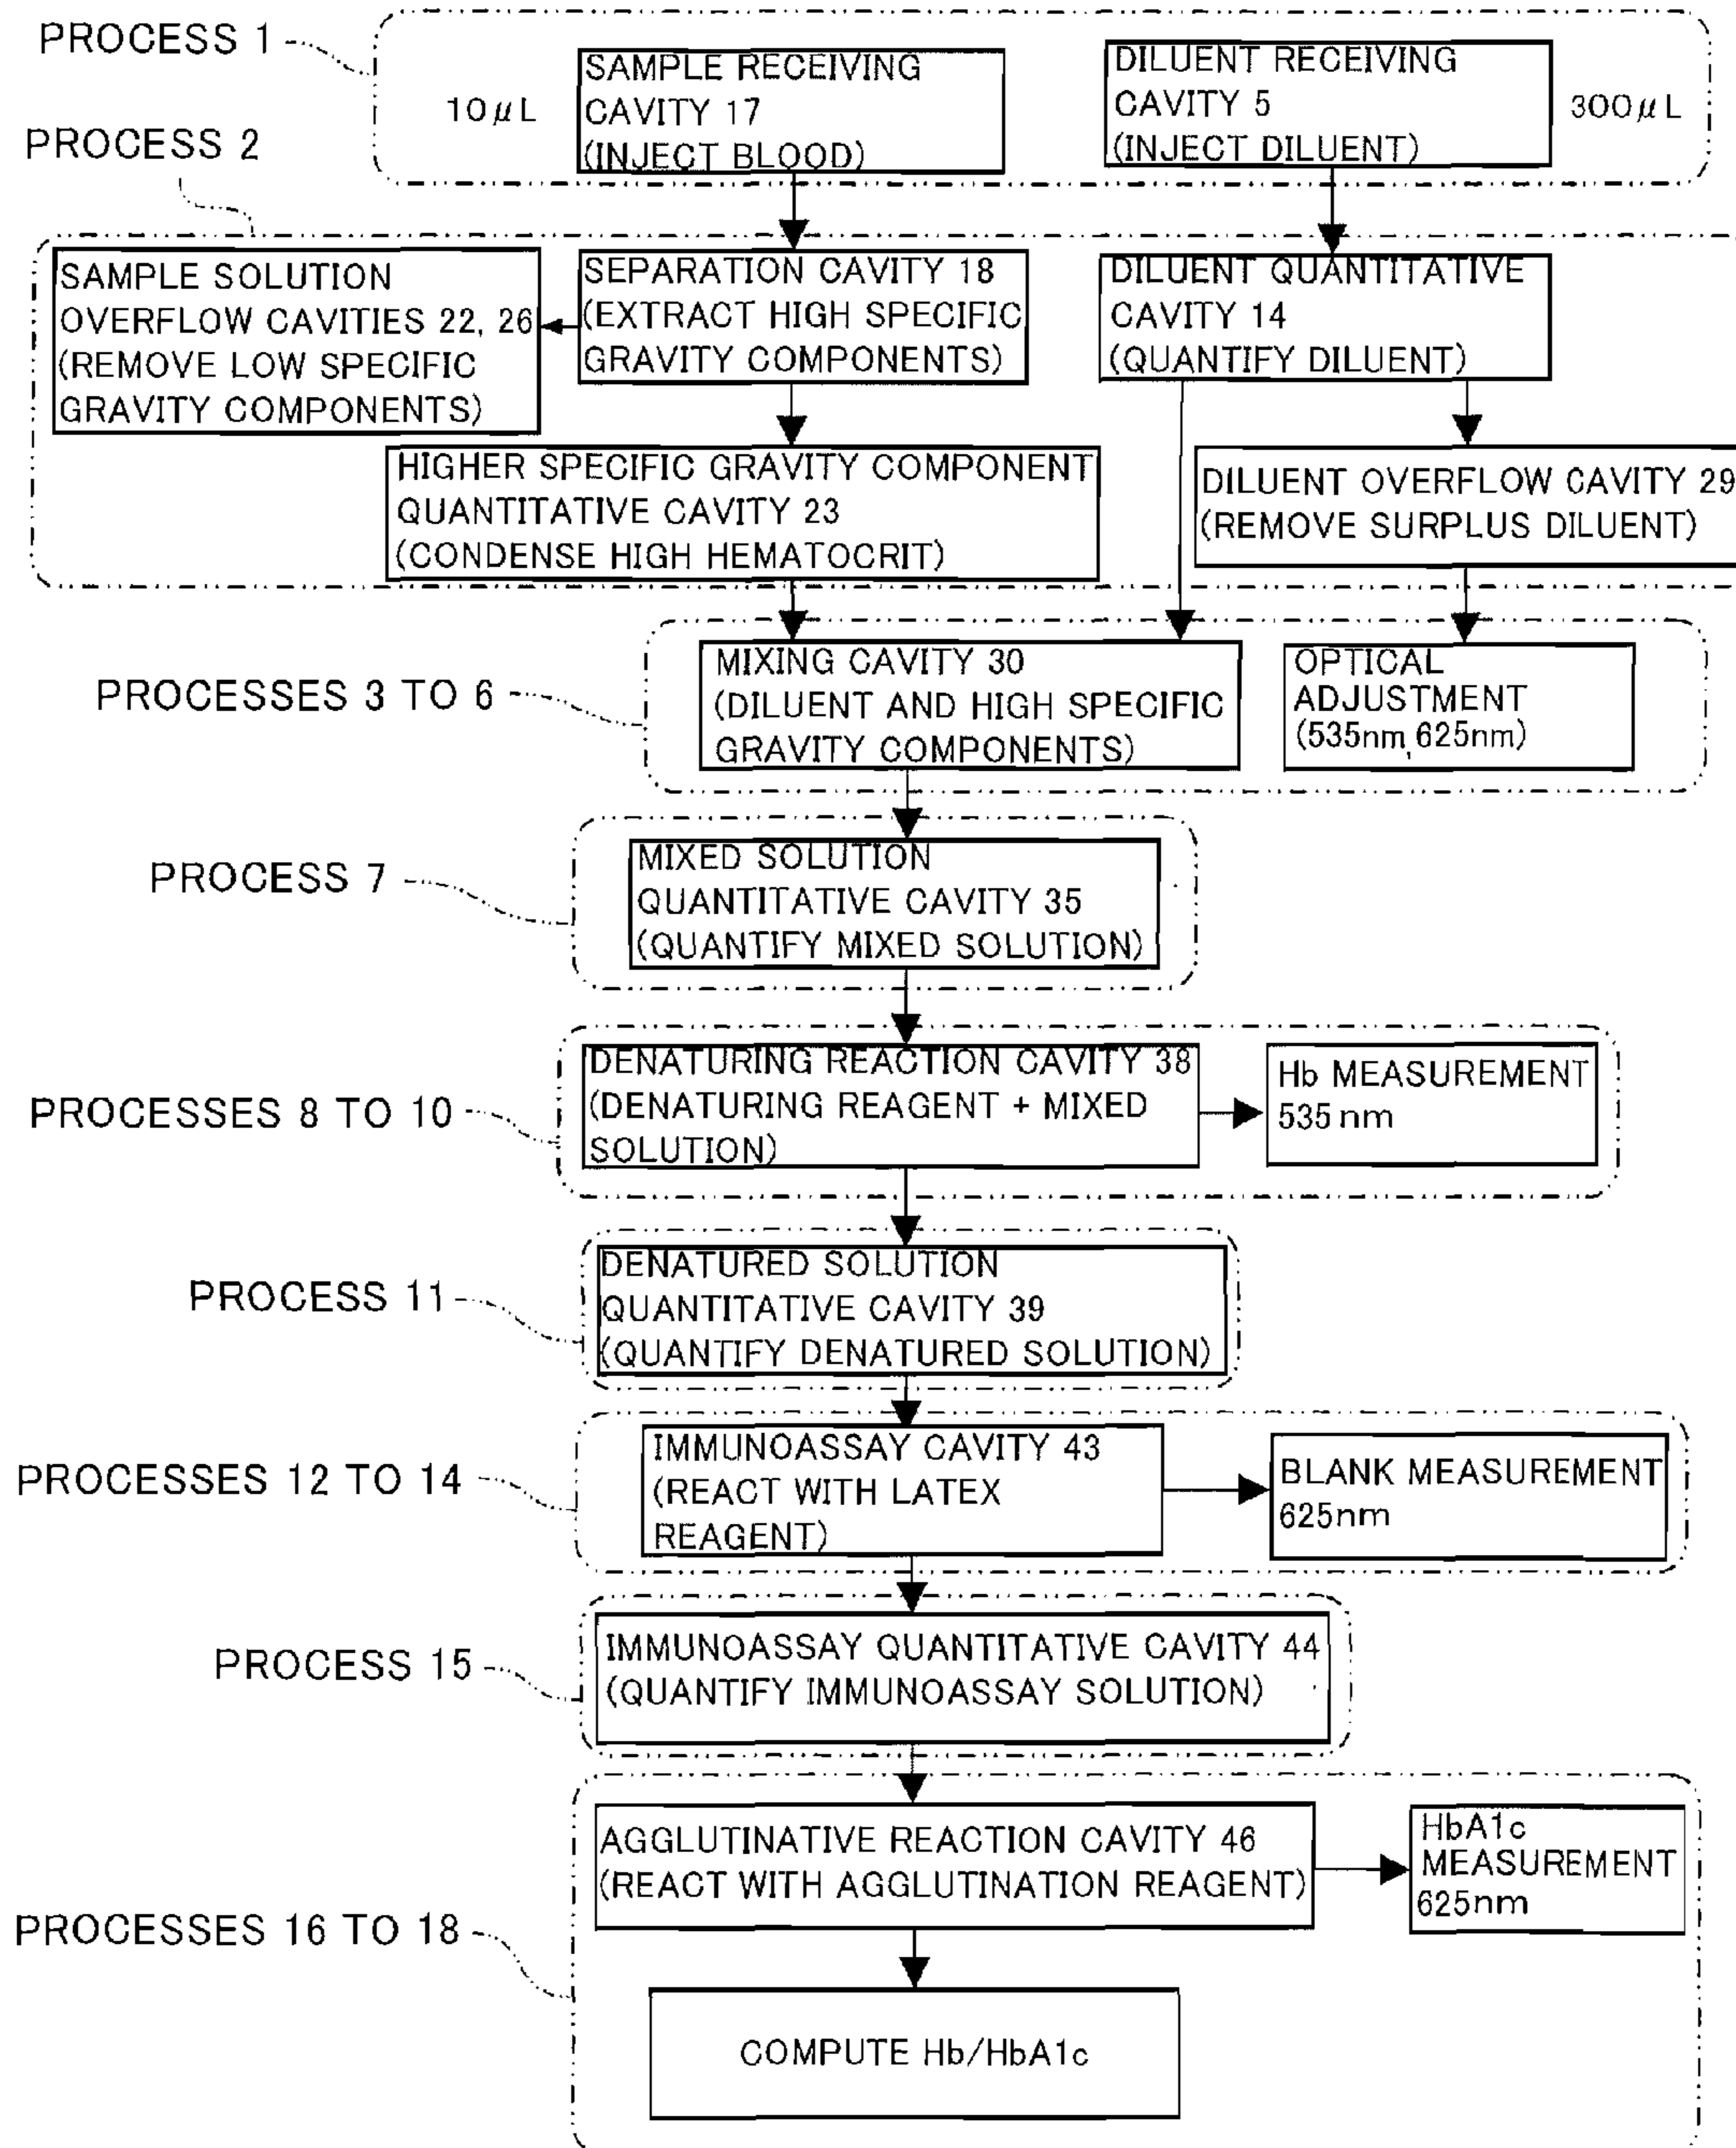 PROCESS 1
10μL
SAMPLE RECEIVING
CAVITY 17
(INJECT BLOOD)
DILUENT RECEIVING
CAVITY 5
(INJECT DILUENT)
300μL
PROCESS 2
SAMPLE SOLUTION
OVERFLOW CAVITIES 22, 26
(REMOVE LOW SPECIFIC
GRAVITY COMPONENTS)
SEPARATION CAVITY 18
(EXTRACT HIGH SPECIFIC
GRAVITY COMPONENTS)
DILUENT QUANTITATIVE
CAVITY 14
(QUANTIFY DILUENT)
HIGHER SPECIFIC GRAVITY COMPONENT
QUANTITATIVE CAVITY 23
(CONDENSE HIGH HEMATOCRIT)
DILUENT OVERFLOW CAVITY 29
(REMOVE SURPLUS DILUENT)
PROCESSES 3 TO 6
MIXING CAVITY 30
(DILUENT AND HIGH SPECIFIC
GRAVITY COMPONENTS)
OPTICAL
ADJUSTMENT
(535nm,625nm)
PROCESS 7
MIXED SOLUTION
QUANTITATIVE CAVITY 35
(QUANTIFY MIXED SOLUTION)
PROCESSES 8 TO 10
DENATURING REACTION CAVITY 38
(DENATURING REAGENT + MIXED
SOLUTION)
Hb MEASUREMENT
535nm
PROCESS 11
DENATURED SOLUTION
QUANTITATIVE CAVITY 39
(QUANTIFY DENATURED SOLUTION)
PROCESSES 12 TO 14
IMMUNOASSAY CAVITY 43
(REACT WITH LATEX
REAGENT)
BLANK MEASUREMENT
625nm
PROCESS 15
IMMUNOASSAY QUANTITATIVE CAVITY 44
(QUANTIFY IMMUNOASSAY SOLUTION)
PROCESSES 16 TO 18
AGGLUTINATIVE REACTION CAVITY 46
(REACT WITH AGGLUTINATION REAGENT)
HbA1c
MEASUREMENT
625nm
COMPUTE Hb/HbA1c